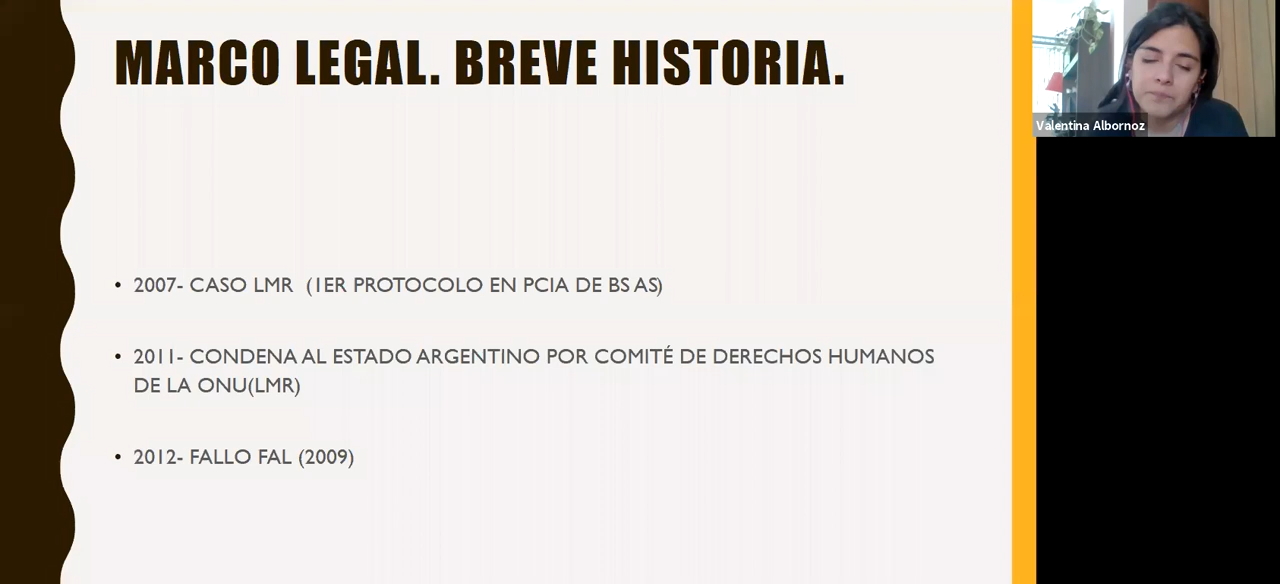 MARCO LEGAL. BREVE HISTORIA.
Valentina Albornoz
• 2007- CASO LMR (1ER PROTOCOLO EN PCIA DE BS AS)
• 2011- CONDENA AL ESTADO ARGENTINO POR COMITÉ DE DERECHOS HUMANOS
DE LA ONU(LMR)
• 2012- FALLO FAL (2009)